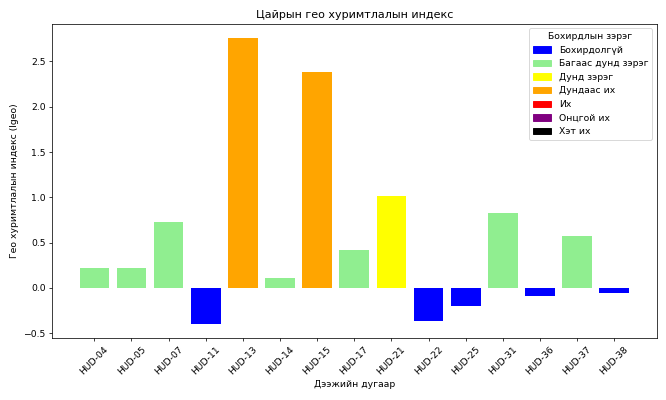 Цайрын гео хуримтлалын индекс
Гео хуримтлалын индекс (Igeo)
2.5
2.0
1.5
1.0
0.5
0.0
−0.5
Бохирдлын зэрэг
Бохирдолгүй
Багаас дунд зэрэг
Дунд зэрэг
Дундаас их
Их
Онцгой их
Хэт их
HUD-04
HUD-05
HUD-07
HUD-11
HUD-13
HUD-14
HUD-15
HUD-17
HUD-21
HUD-22
HUD-25
HUD-31
HUD-36
HUD-37
HUD-38
Дээжийн дугаар